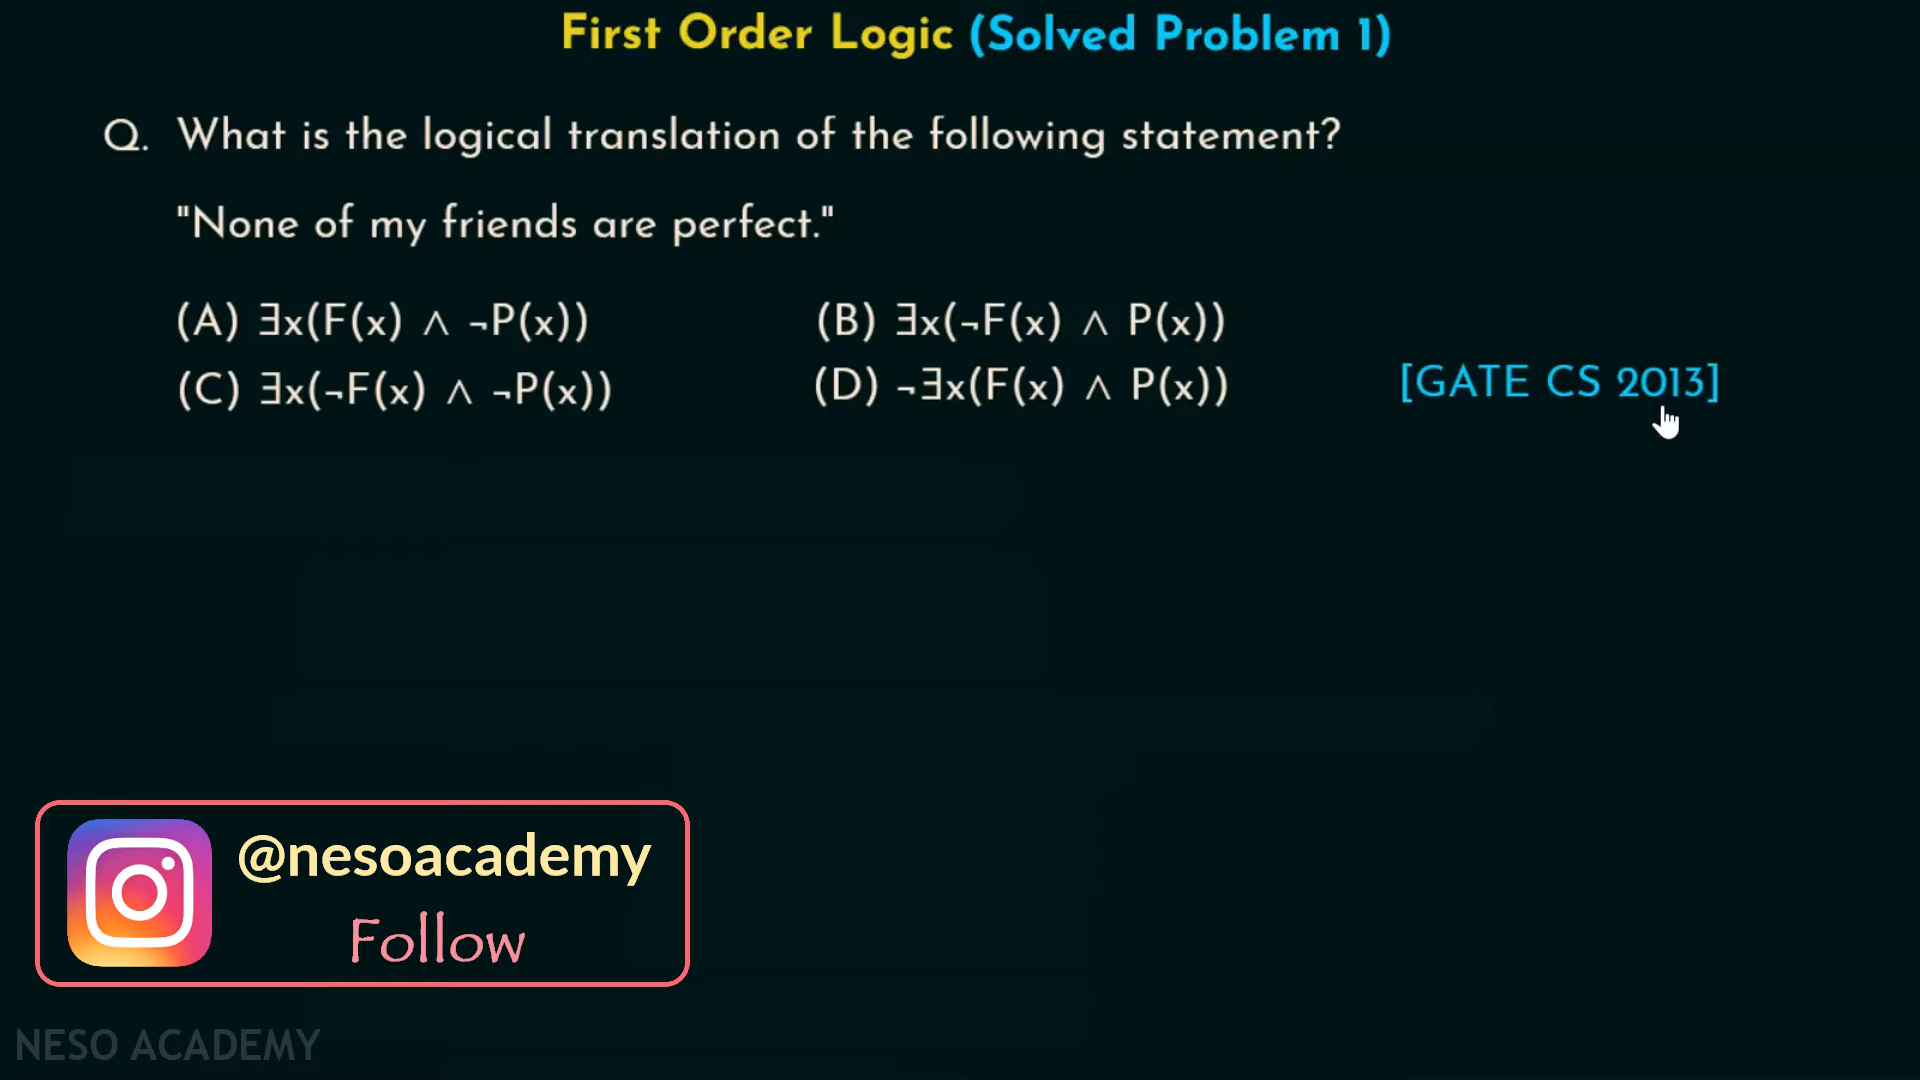 First Order Logic (Solved Problem 1)
Q. What is the logical translation of the following statement?
"None of my friends are perfect."
(A) ∃x(F(x) ∧ ¬P(x)) (B) ∃x(¬F(x) ∧ P(x))
(C) ∃x(¬F(x) ∧ ¬P(x)) (D) ¬∃x(F(x) ∧ P(x)) [GATE CS 2013]
@nesoacademy
Follow
NESO ACADEMY